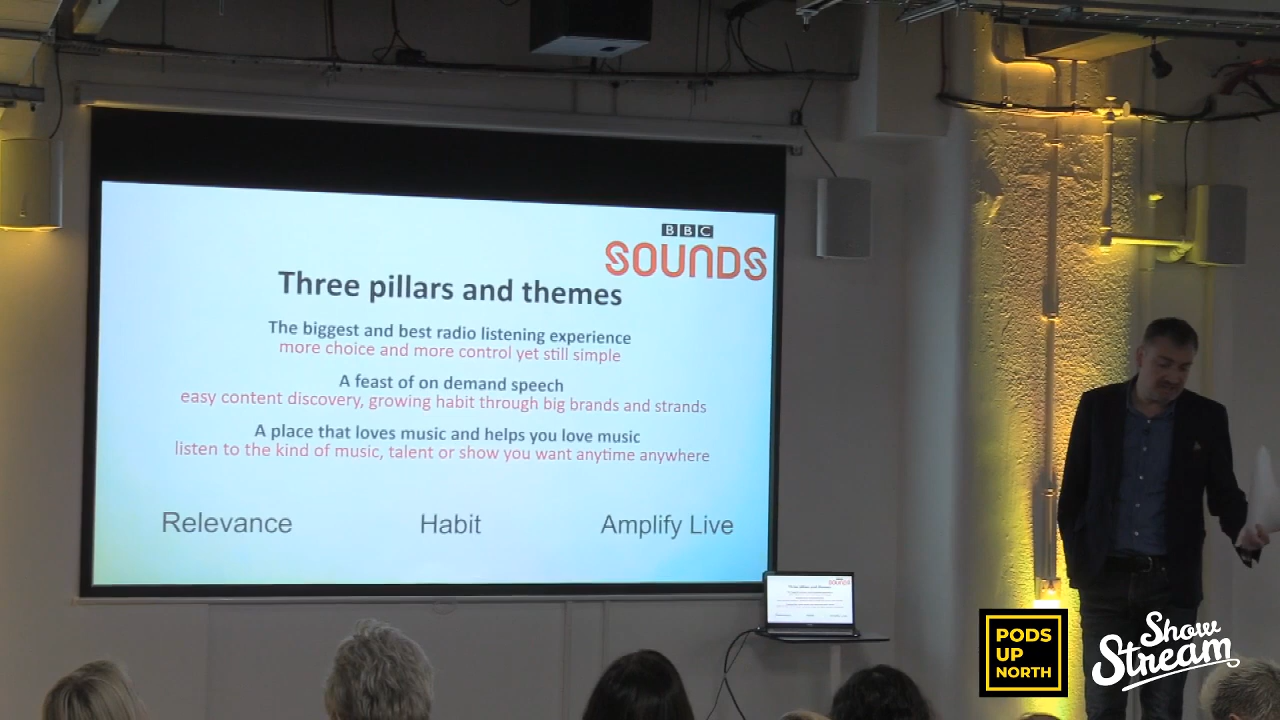 BBC
SOUNDS
Three pillars and themes
The biggest and best radio listening experience
more choice and more control yet still simple
A feast of on demand speech
easy content discovery, growing habit through big brands and strands
A place that loves music and helps you love music
listen to the kind of music, talent or show you want anytime anywhere
Relevance Habit Amplify Live
PODS
UP
NORTH
Show
Stream